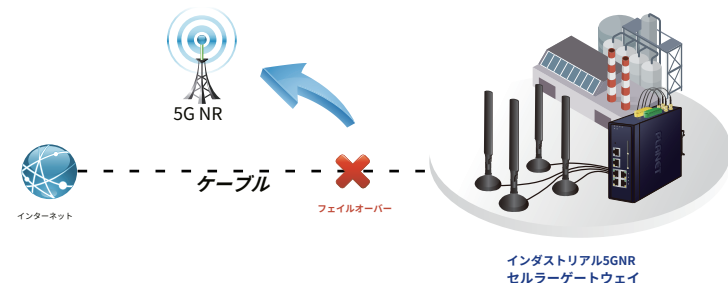 5G NR
ケーブル
インターネット
フェイルオーバー
PLANET
インダストリアル5GNR
セルラーゲートウェイ